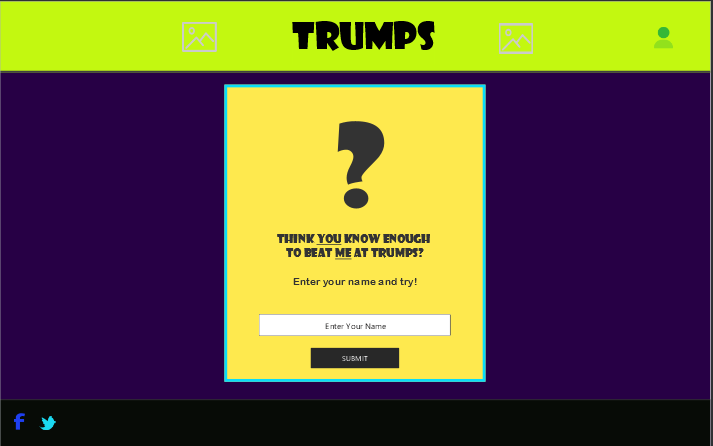 TRUMPS
?
THINK YOU KNOW ENOUGH
TO BEAT ME AT TRUMPS?
Enter your name and try!
Enter Your Name
SUBMIT